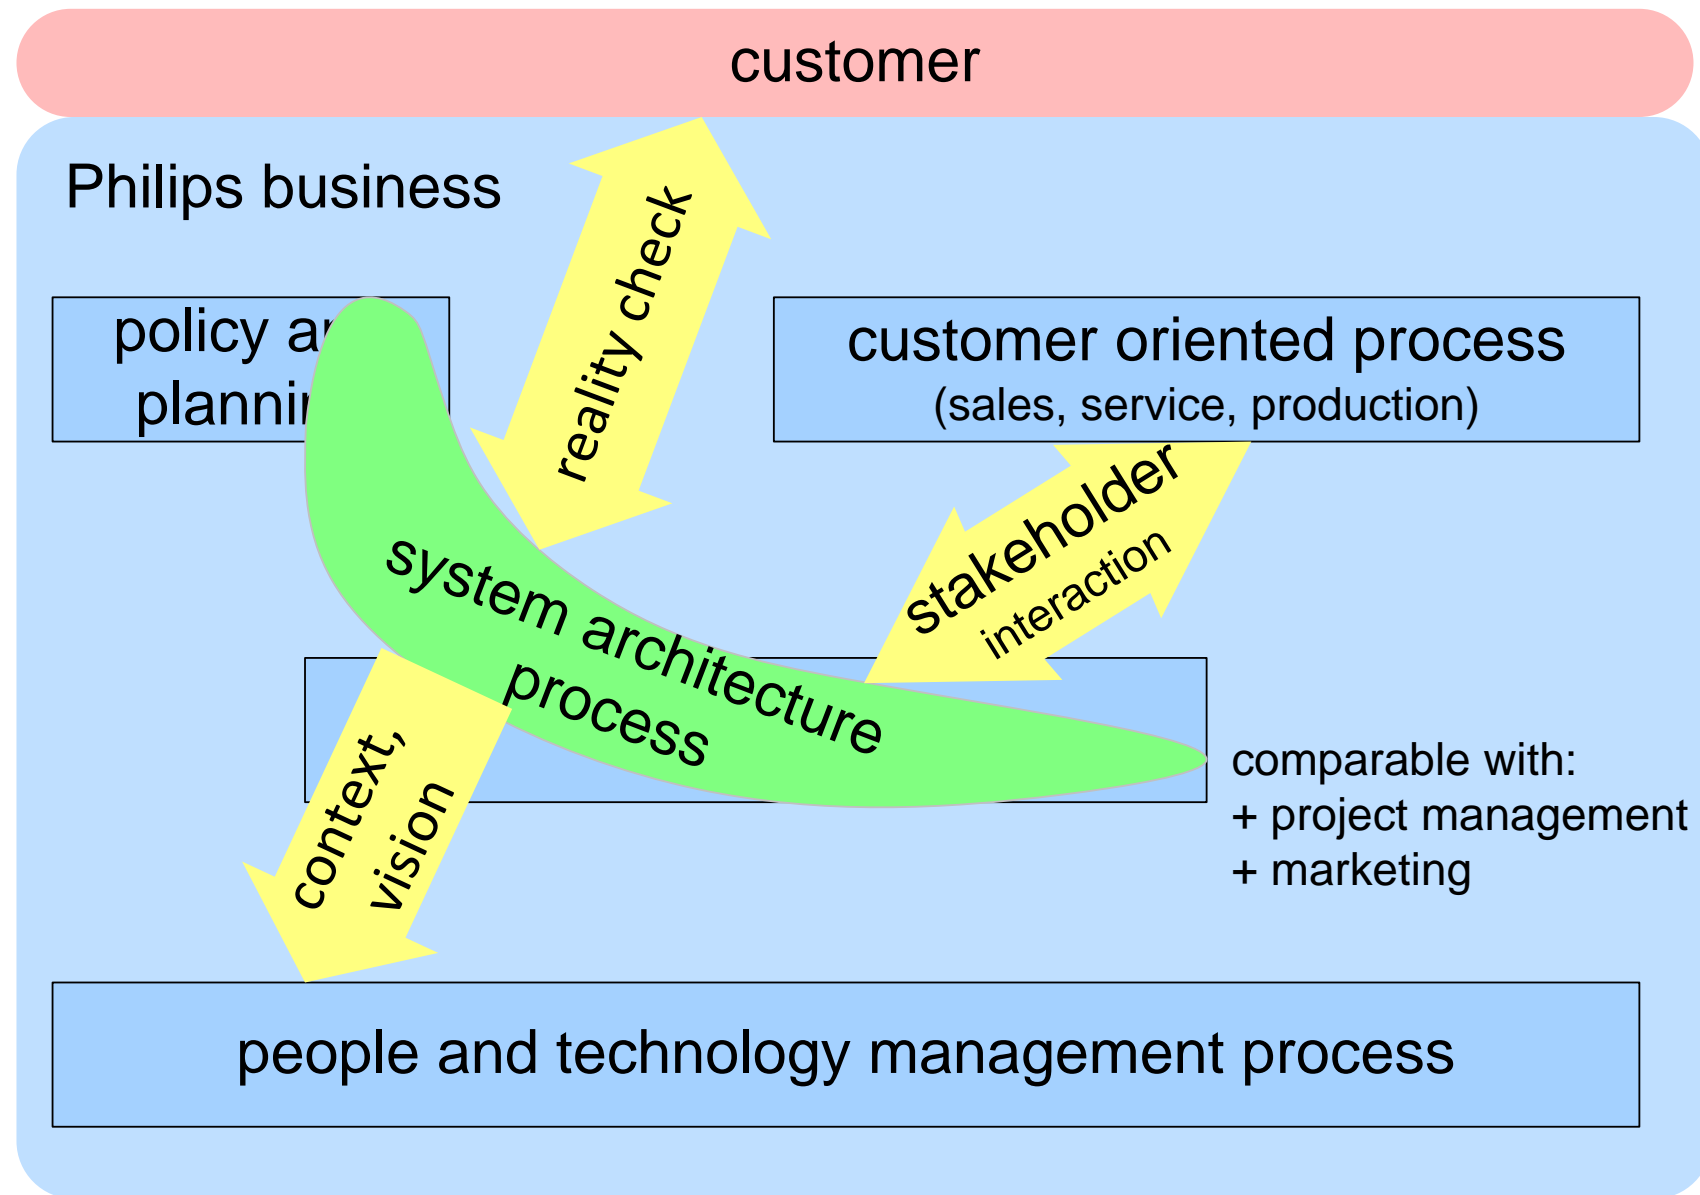 customer
Philips business
reality check
policy a
planni
customer oriented process
(sales, service, production)
stakeholder
interaction
system architecture
process
context,
vision
comparable with:
+ project management
+ marketing
people and technology management process